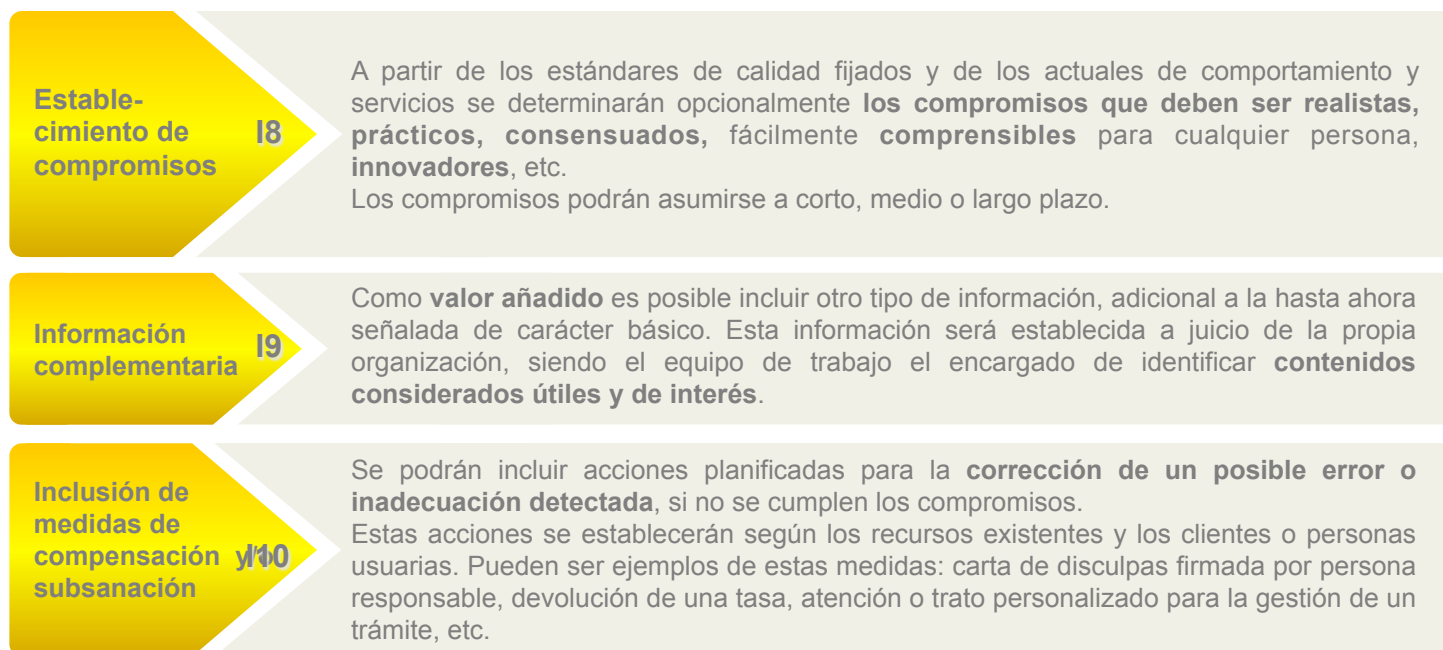 Estable-
cimiento de
compromisos
I8
A partir de los estándares de calidad fijados y de los actuales de comportamiento y
servicios se determinarán opcionalmente los compromisos que deben ser realistas,
prácticos, consensuados, fácilmente comprensibles para cualquier persona,
innovadores, etc.
Los compromisos podrán asumirse a corto, medio o largo plazo.
Información
complementaria
I9
Como valor añadido es posible incluir otro tipo de información, adicional a la hasta ahora
señalada de carácter básico. Esta información será establecida a juicio de la propia
organización, siendo el equipo de trabajo el encargado de identificar contenidos
considerados útiles y de interés.
Inclusión de
medidas de
compensación y/o
subsanación
I10
Se podrán incluir acciones planificadas para la corrección de un posible error o
inadecuación detectada, si no se cumplen los compromisos.
Estas acciones se establecerán según los recursos existentes y los clientes o personas
usuarias. Pueden ser ejemplos de estas medidas: carta de disculpas firmada por persona
responsable, devolución de una tasa, atención o trato personalizado para la gestión de un
trámite, etc.